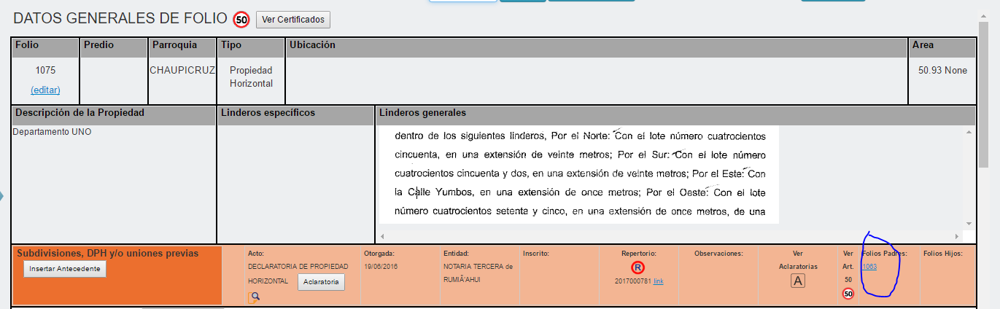 DATOS GENERALES DE FOLIO 50 Ver Certificados
Folio Predio Parroquia Tipo Ubicación Area
1075 CHAUPICRUZ Propiedad Horizontal 50.93 None
(editar)
Descripción de la Propiedad Linderos específicos Linderos generales
Departamento UNO
dentro de los siguientes linderos, Por el Norte: Con el lote número cuatrocientos
cincuenta, en una extensión de veinte metros; Por el Sur: Con el lote número
cuatrocientos cincuenta y dos, en una extensión de veinte metros; Por el Este: Con
la Calle Yumbos, en una extensión de once metros; Por el Oeste: Con el lote
número cuatrocientos setenta y cinco, en una extensión de once metros, de una
Subdivisiones, DPH y/o uniones previas
Insertar Antecedente
Acto:
DECLARATORIA DE PROPIEDAD
HORIZONTAL Aclaratoria
Otorgada:
19/06/2016
Entidad:
NOTARIA TERCERA de
RUMIÃ'AHUI
Inscrito:
Repertorio:
R
2017000781 link
Observaciones:
Ver
Aclaratorias
A
Ver
Art.
50
50
Folios Padres:
1063
Folios Hijos: